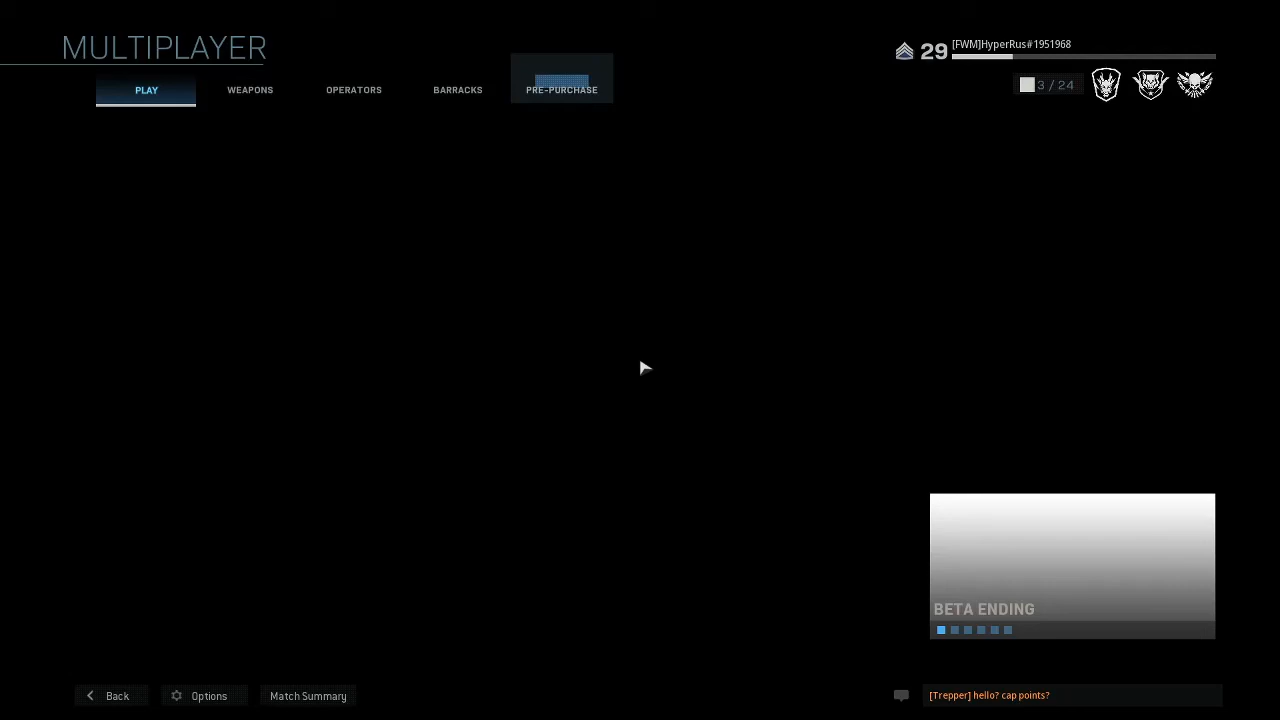 MULTIPLAYER
29 [FWM]HyperRus#1951968
PLAY WEAPONS OPERATORS BARRACKS PRE-PURCHASE
3 / 24
BETA ENDING
Back Options Match Summary
[Trepper] hello? cap points?